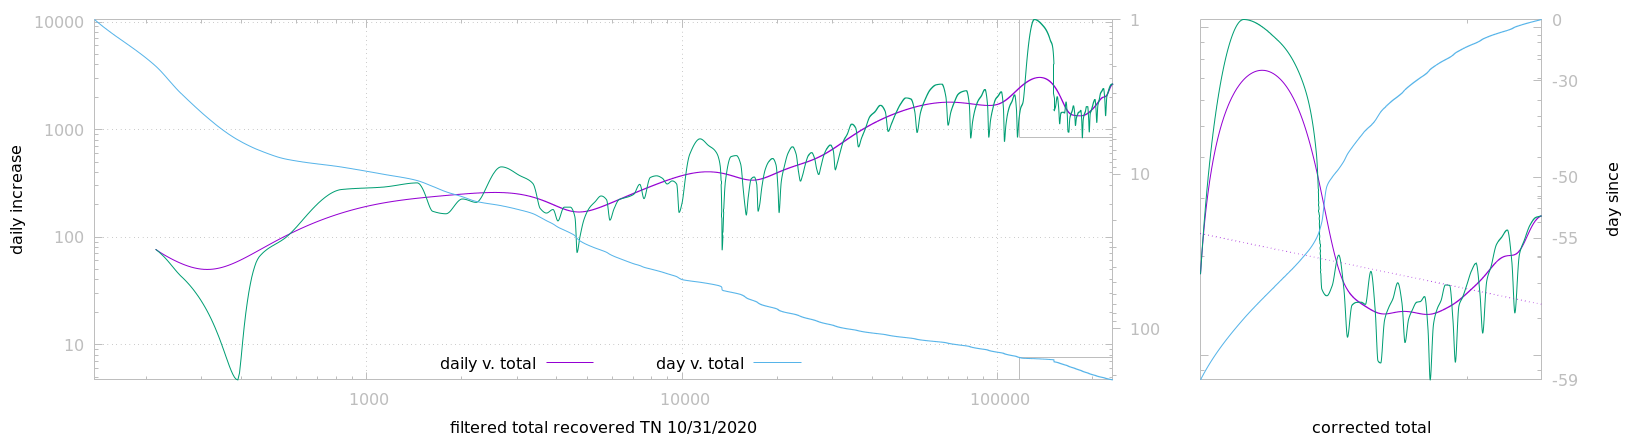 10000
1000
100
10
daily increase
1
10
100
daily v. total
day v. total
1000
10000
100000
filtered total recovered TN 10/31/2020
0
-30
-50
-55
-59
day since
corrected total